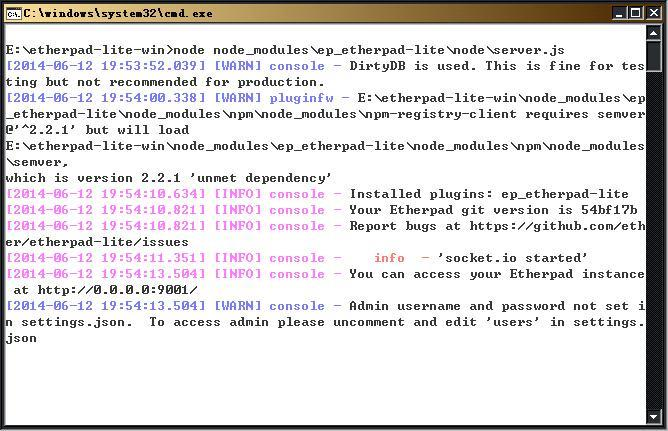 C:\windows\system32\cmd.exe
E:\etherpad-lite-win>node node_modules\ep_etherpad-lite\node\server.js
[2014-06-12 19:53:52.039] [WARN] console - DirtyDB is used. This is fine for tes
ting but not recommended for production.
[2014-06-12 19:54:00.338] [WARN] pluginfw - E:\etherpad-lite-win\node_modules\ep
_etherpad-lite\node_modules\npm\node_modules\npm-registry-client requires semver
@'^2.2.1' but will load
E:\etherpad-lite-win\node_modules\ep_etherpad-lite\node_modules\npm\node_modules
\semver,
which is version 2.2.1 'unmet dependency'
[2014-06-12 19:54:10.634] [INFO] console - Installed plugins: ep_etherpad-lite
[2014-06-12 19:54:10.821] [INFO] console - Your Etherpad git version is 54bf17b
[2014-06-12 19:54:10.821] [INFO] console - Report bugs at https://github.com/eth
er/etherpad-lite/issues
[2014-06-12 19:54:11.351] [INFO] console -    info  - 'socket.io started'
[2014-06-12 19:54:13.504] [INFO] console - You can access your Etherpad instance
 at http://0.0.0.0:9001/
[2014-06-12 19:54:13.504] [WARN] console - Admin username and password not set i
n settings.json.  To access admin please uncomment and edit 'users' in settings.
json